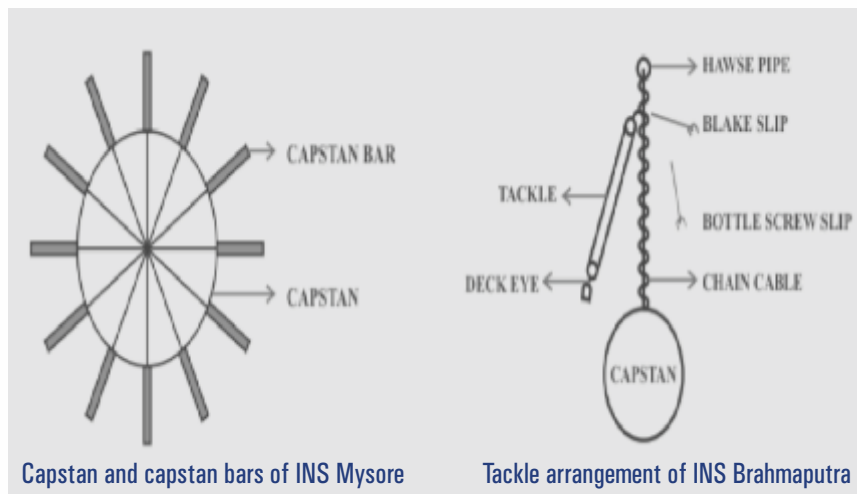 CAPSTAN BAR
CAPSTAN
Capstan and capstan bars of INS Mysore
HAWSE PIPE
BLAKE SLIP
TACKLE
BOTTLE SCREW SLIP
DECK EYE
CHAIN CABLE
CAPSTAN
Tackle arrangement of INS Brahmaputra